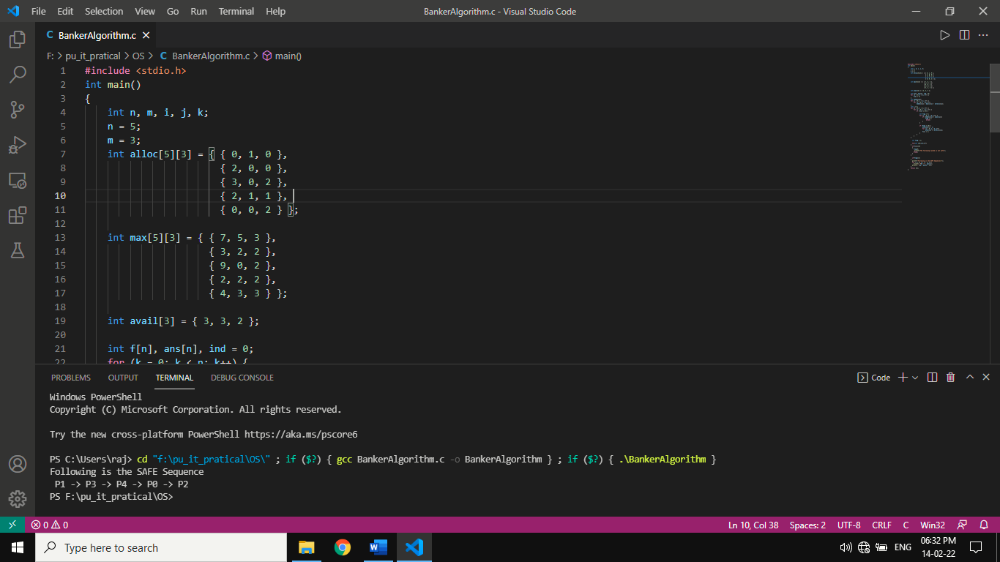 File Edit Selection View Go Run Terminal Help BankerAlgorithm.c - Visual Studio Code
C BankerAlgorithm.c
F: > pu_it_pratical > OS > C BankerAlgorithm.c > main()
1 #include <stdio.h>
2 int main()
3 {
4 int n, m, i, j, k;
5 n = 5;
6 m = 3;
7 int alloc[5][3] = { { 0, 1, 0 },
8 { 2, 0, 0 },
9 { 3, 0, 2 },
10 { 2, 1, 1 },
11 { 0, 0, 2 } };
12
13 int max[5][3] = { { 7, 5, 3 },
14 { 3, 2, 2 },
15 { 9, 0, 2 },
16 { 2, 2, 2 },
17 { 4, 3, 3 } };
18
19 int avail[3] = { 3, 3, 2 };
20
21 int f[n], ans[n], ind = 0;
22 for (k = 0; k < n; k++) {
PROBLEMS OUTPUT TERMINAL DEBUG CONSOLE Code
Windows PowerShell
Copyright (C) Microsoft Corporation. All rights reserved.
Try the new cross-platform PowerShell https://aka.ms/pscore6
PS C:\Users\raj> cd "f:\pu_it_pratical\OS\" ; if ($?) { gcc BankerAlgorithm.c -o BankerAlgorithm } ; if ($?) { .\BankerAlgorithm }
Following is the SAFE Sequence
P1 -> P3 -> P4 -> P0 -> P2
PS F:\pu_it_pratical\OS>
0 0 Ln 10, Col 38 Spaces: 2 UTF-8 CRLF C Win32
Type here to search
ENG
06:32 PM
14-02-22